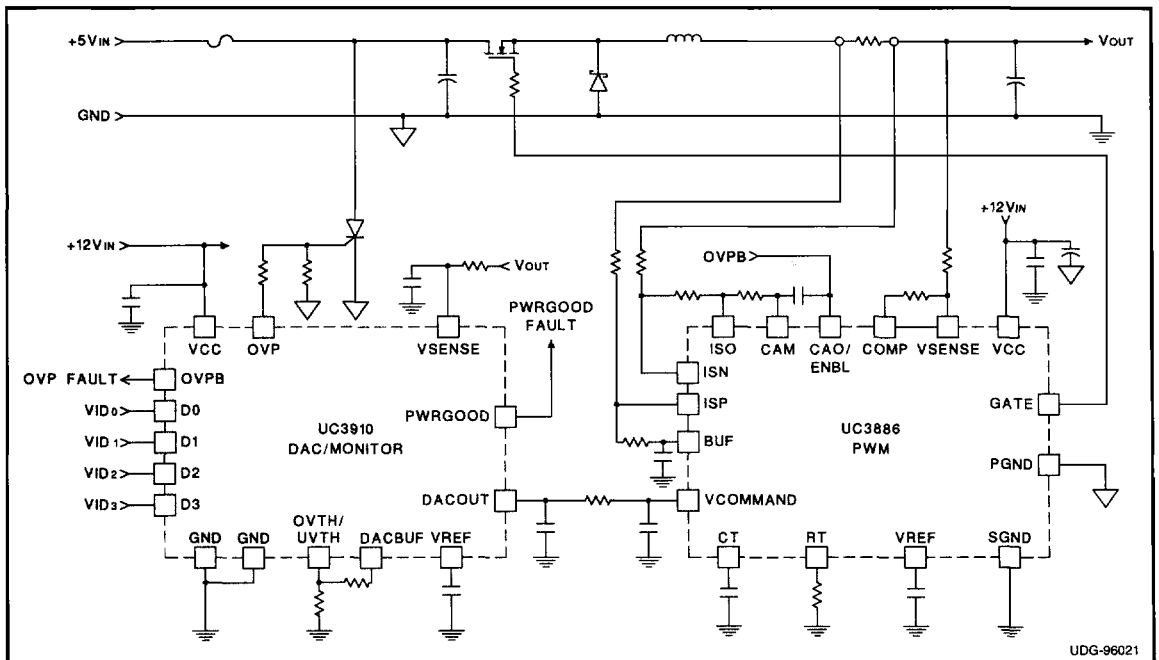 +5VIN
VOUT
GND
+12VIN
+12VIN
OVPB
VOUT
PWRGOOD
FAULT
VCC
OVP
VSENSE
ISO
CAM
CAO/
ENBL
COMP
VSENSE
VCC
OVP FAULT
OVPB
ISN
VID0
D0
PWRGOOD
ISP
GATE
VID1
D1
UC3910
DAC/MONITOR
UC3886
PWM
BUF
VID2
D2
PGND
VID3
D3
DACOUT
VCOMMAND
GND
GND
OVTH/
UVTH
DACBUF
VREF
CT
RT
VREF
SGND
UDG-96021